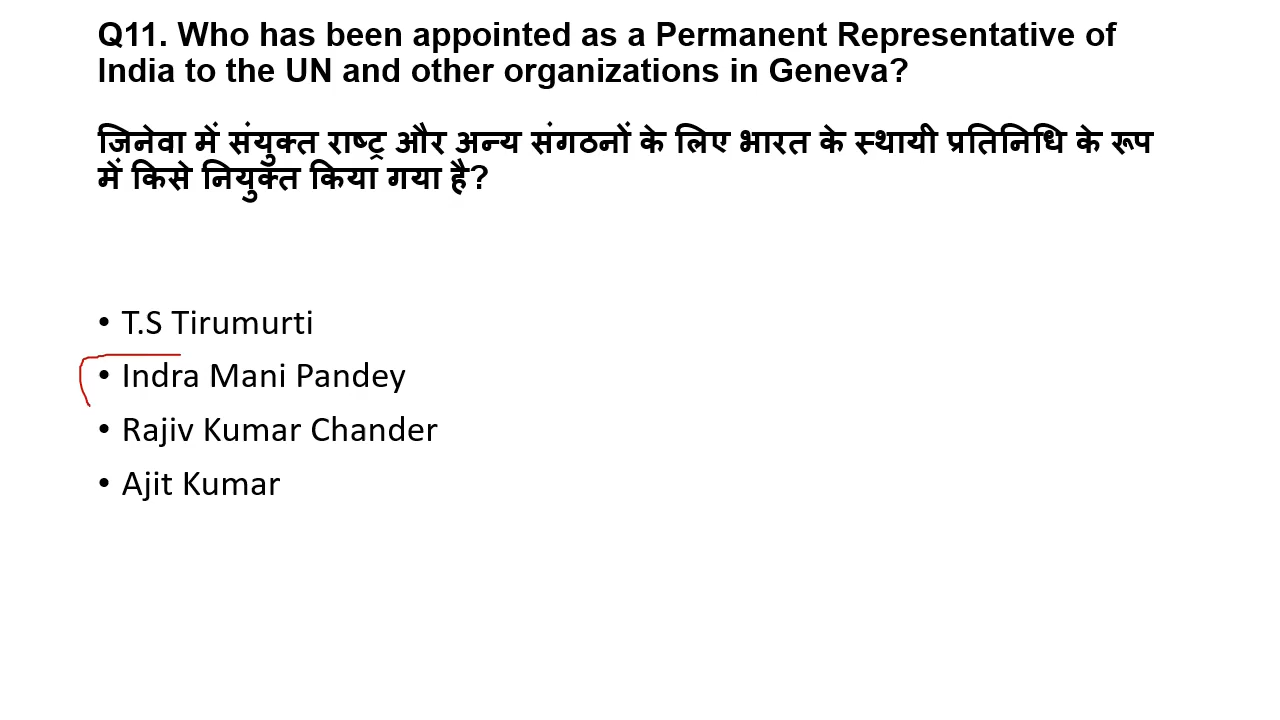 Q11. Who has been appointed as a Permanent Representative of
India to the UN and other organizations in Geneva?
जिनेवा में संयुक्त राष्ट्र और अन्य संगठनों के लिए भारत के स्थायी प्रतिनिधि के रूप
में किसे नियुक्त किया गया है?
• T.S Tirumurti
• Indra Mani Pandey
• Rajiv Kumar Chander
• Ajit Kumar